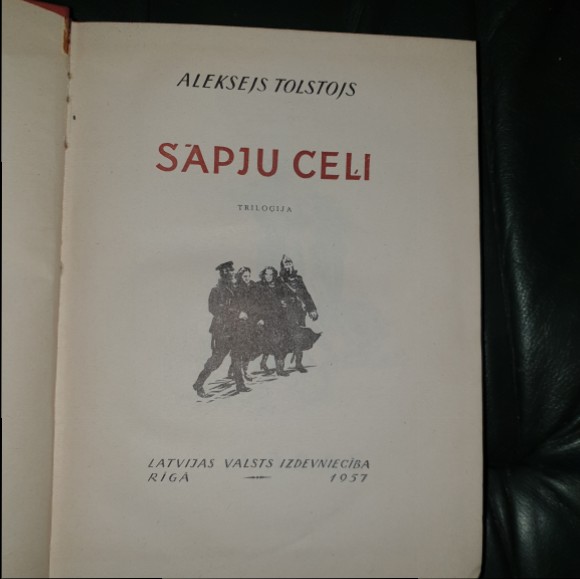 ALEKSEJS TOLSTOJS
SĀPJU CEĻI
TRILOĢIJA
LATVIJAS VALSTS IZDEVNIECĪBA
RĪGĀ — 1957